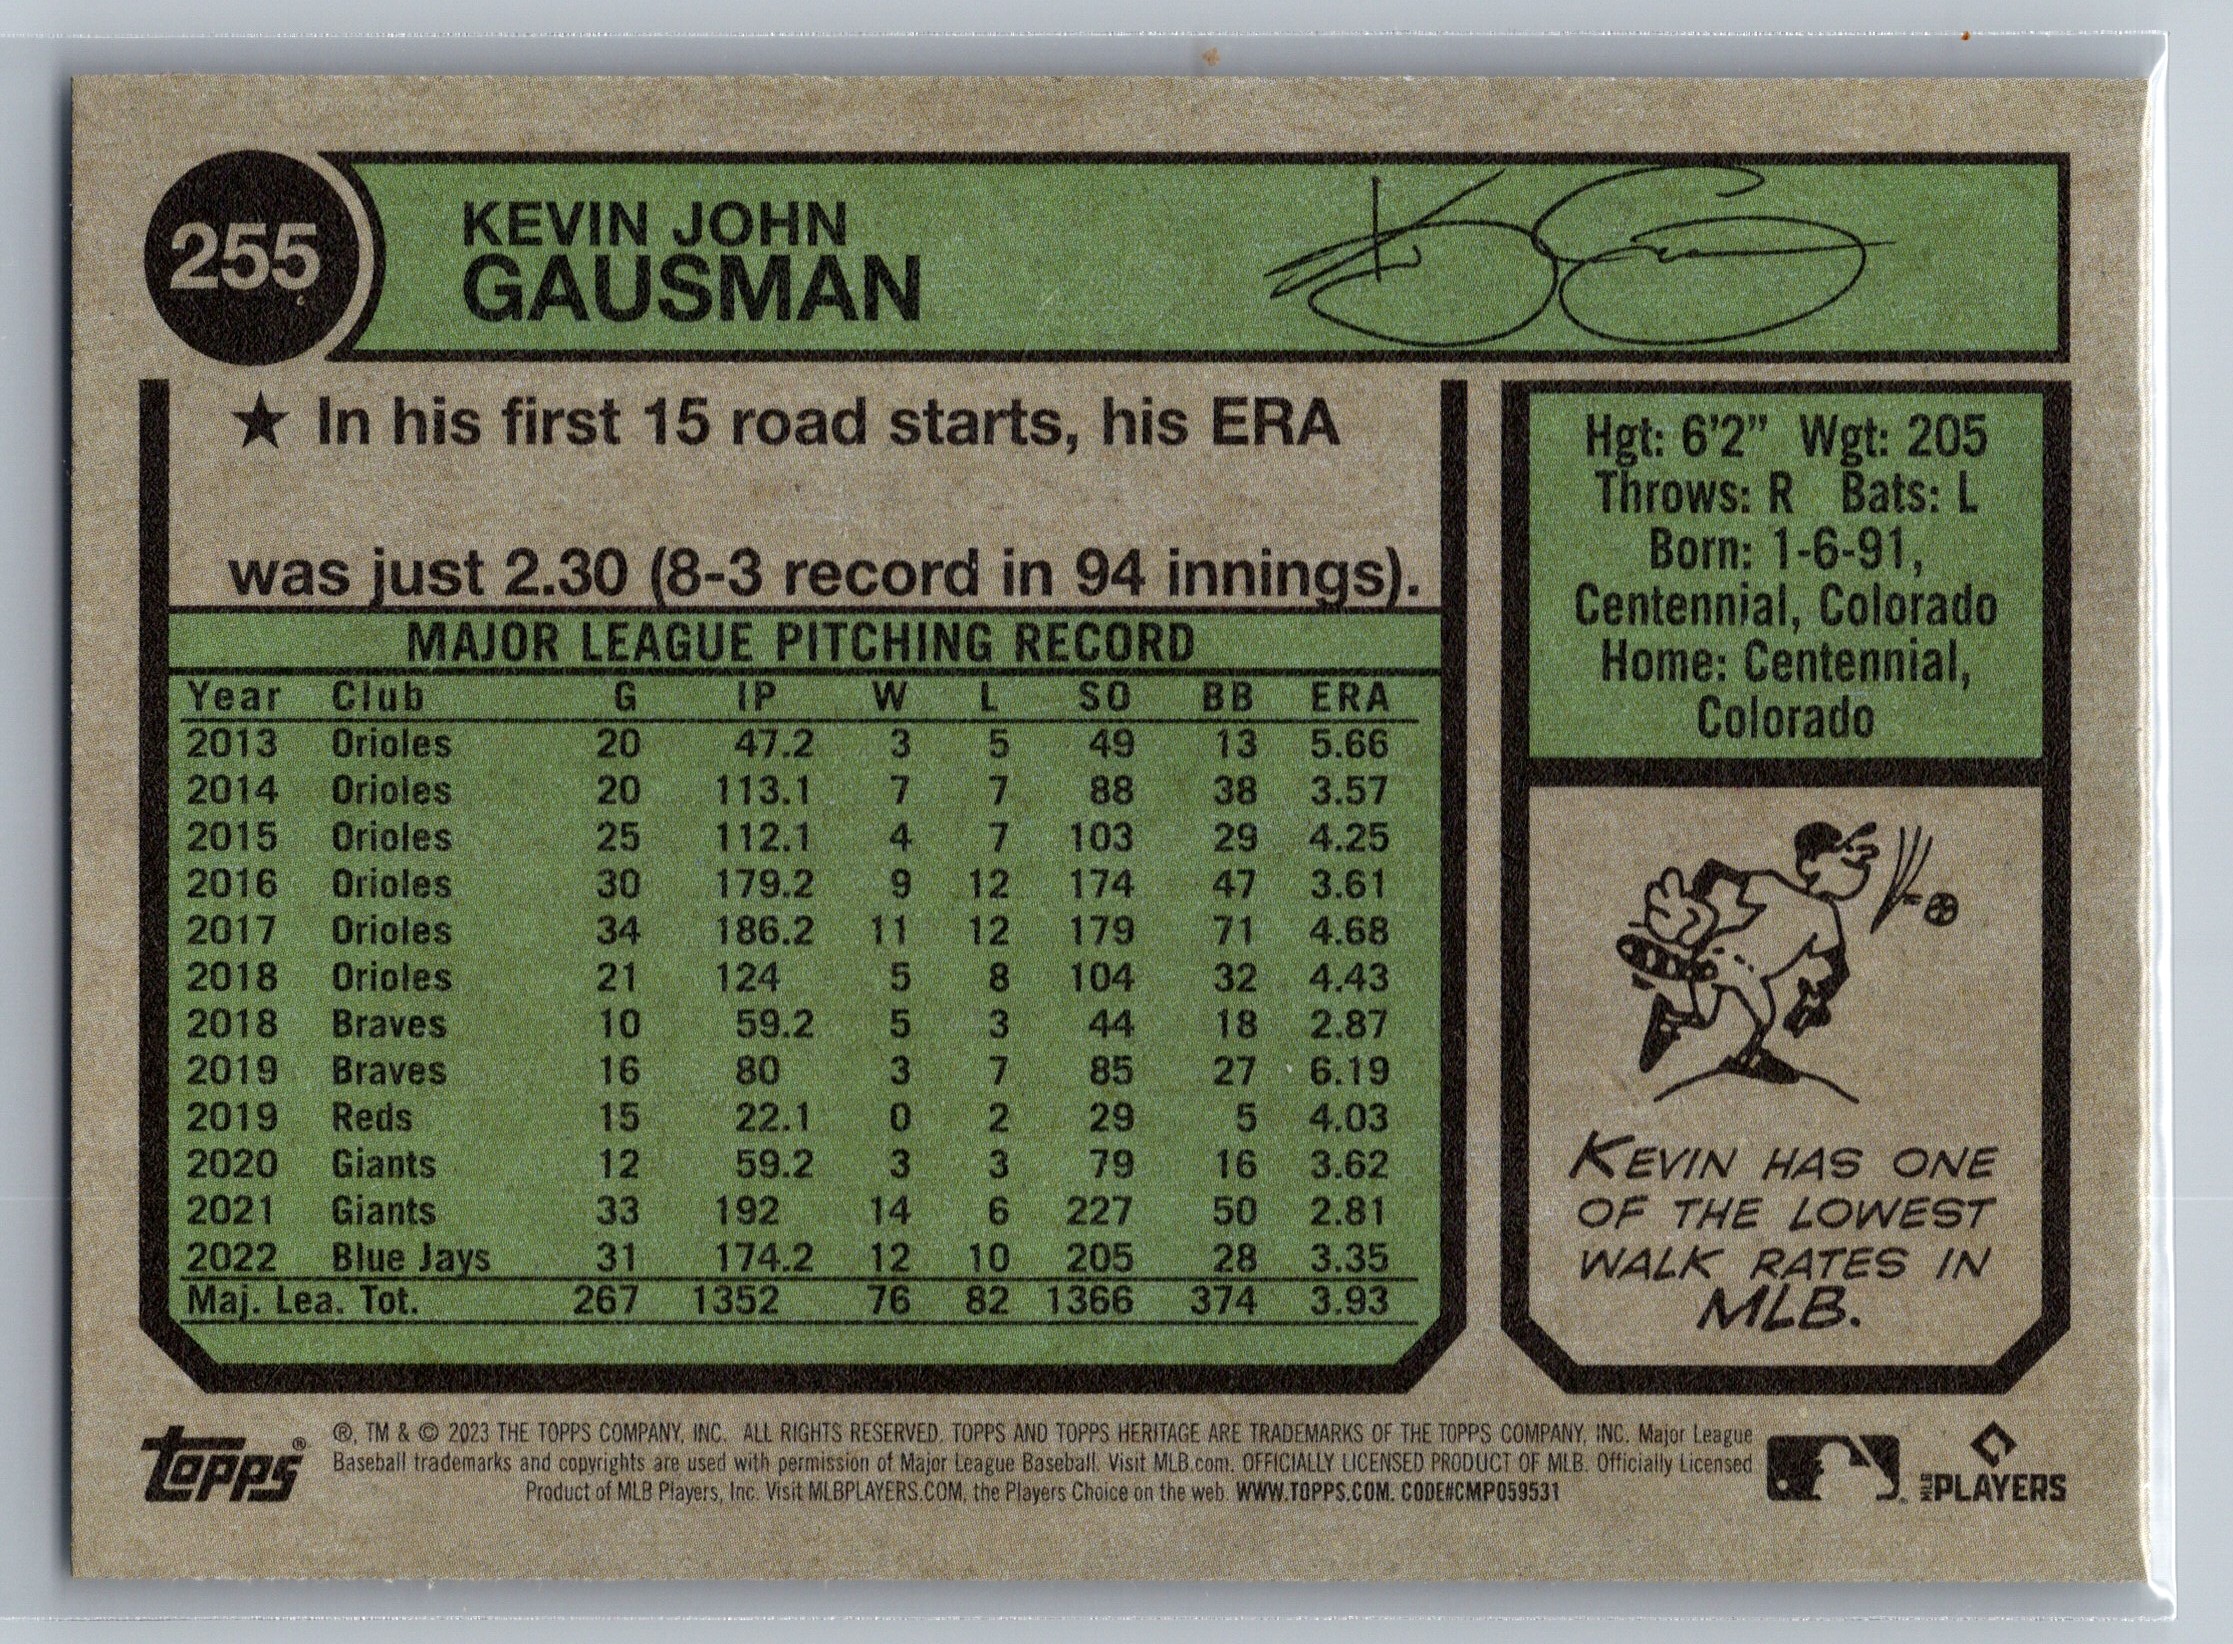 255
KEVIN JOHN
GAUSMAN
★ In his first 15 road starts, his ERA
was just 2.30 (8-3 record in 94 innings).
MAJOR LEAGUE PITCHING RECORD
Year Club G IP W L SO BB ERA
2013 Orioles 20 47.2 3 5 49 13 5.66
2014 Orioles 20 113.1 7 7 88 38 3.57
2015 Orioles 25 112.1 4 7 103 29 4.25
2016 Orioles 30 179.2 9 12 174 47 3.61
2017 Orioles 34 186.2 11 12 179 71 4.68
2018 Orioles 21 124 5 8 104 32 4.43
2018 Braves 10 59.2 5 3 44 18 2.87
2019 Braves 16 80 3 7 85 27 6.19
2019 Reds 15 22.1 0 2 29 5 4.03
2020 Giants 12 59.2 3 3 79 16 3.62
2021 Giants 33 192 14 6 227 50 2.81
2022 Blue Jays 31 174.2 12 10 205 28 3.35
Maj. Lea. Tot. 267 1352 76 82 1366 374 3.93
Hgt: 6'2" Wgt: 205
Throws: R Bats: L
Born: 1-6-91,
Centennial, Colorado
Home: Centennial,
Colorado
KEVIN HAS ONE
OF THE LOWEST
WALK RATES IN
MLB.
topps®
®, TM & © 2023 THE TOPPS COMPANY, INC. ALL RIGHTS RESERVED. TOPPS AND TOPPS HERITAGE ARE TRADEMARKS OF THE TOPPS COMPANY, INC. Major League
Baseball trademarks and copyrights are used with permission of Major League Baseball. Visit MLB.com. OFFICIALLY LICENSED PRODUCT OF MLB. Officially Licensed
Product of MLB Players, Inc. Visit MLBPLAYERS.COM, the Players Choice on the web. WWW.TOPPS.COM. CODE#CMP059531
MLB PLAYERS